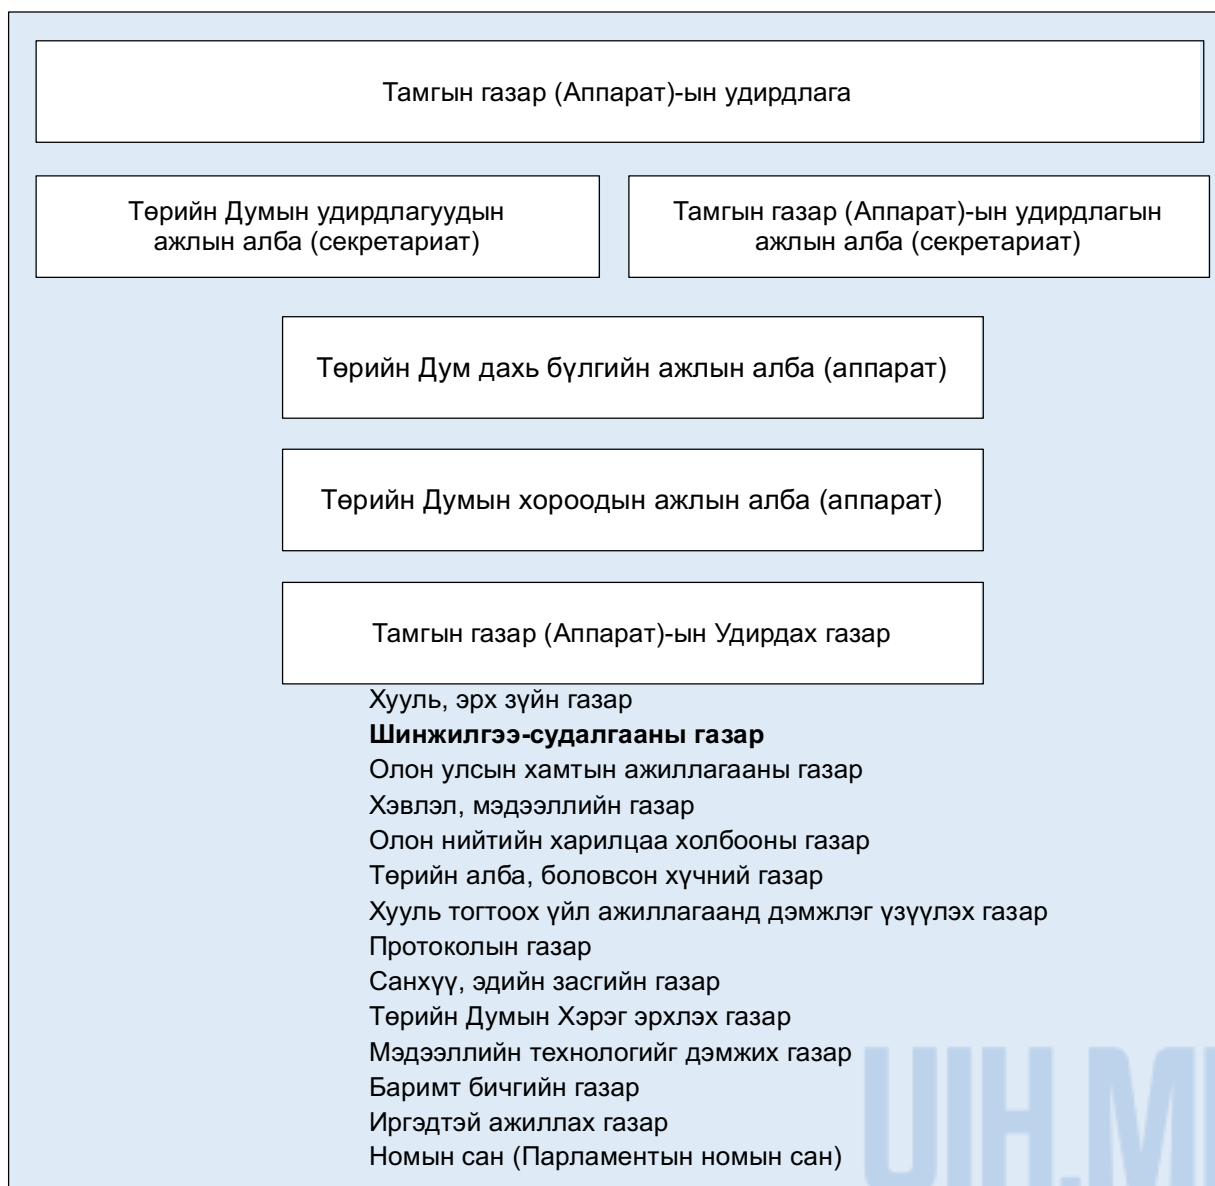 Тамгын газар (Аппарат)-ын удирдлага
Төрийн Думын удирдлагуудын
ажлын алба (секретариат)
Тамгын газар (Аппарат)-ын удирдлагын
ажлын алба (секретариат)
Төрийн Дум дахь бүлгийн ажлын алба (аппарат)
Төрийн Думын хороодын ажлын алба (аппарат)
Тамгын газар (Аппарат)-ын Удирдах газар
Хууль, эрх зүйн газар
Шинжилгээ-судалгааны газар
Олон улсын хамтын ажиллагааны газар
Хэвлэл, мэдээллийн газар
Олон нийтийн харилцаа холбооны газар
Төрийн алба, боловсон хүчний газар
Хууль тогтоох үйл ажиллагаанд дэмжлэг үзүүлэх газар
Протоколын газар
Санхүү, эдийн засгийн газар
Төрийн Думын Хэрэг эрхлэх газар
Мэдээллийн технологийг дэмжих газар
Баримт бичгийн газар
Иргэдтэй ажиллах газар
Номын сан (Парламентын номын сан)